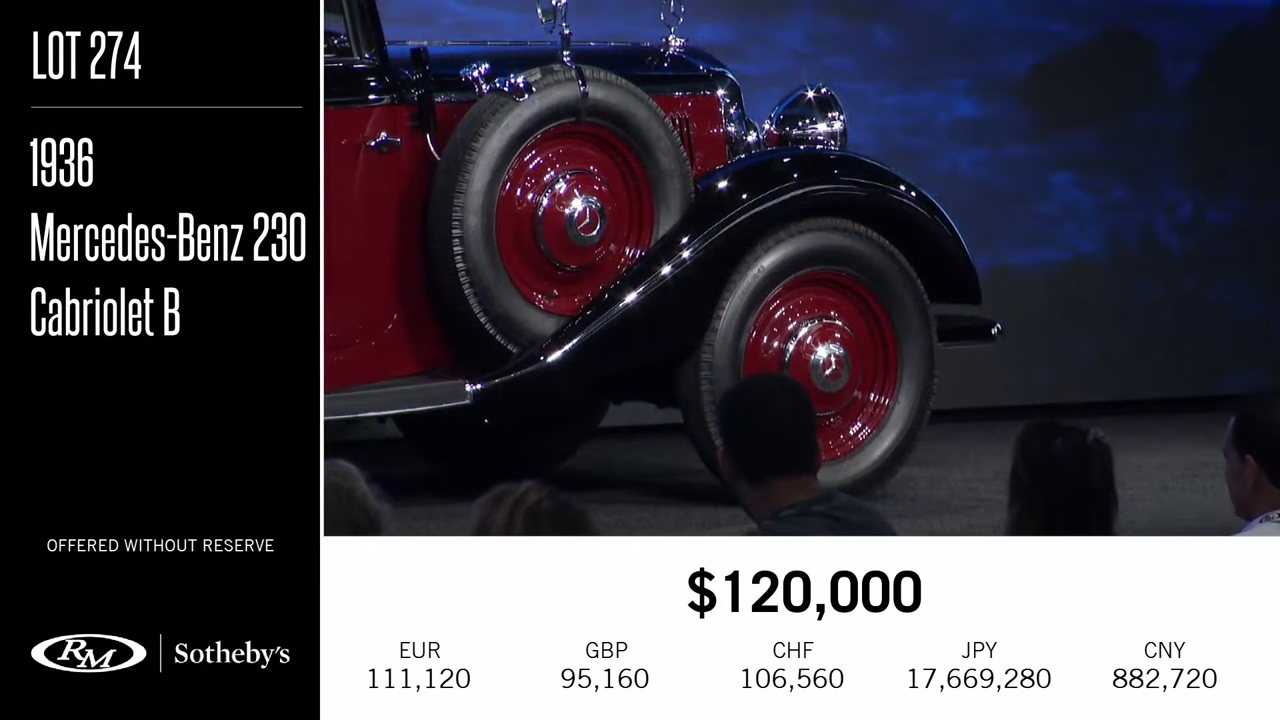 LOT 274
1936
Mercedes-Benz 230
Cabriolet B
OFFERED WITHOUT RESERVE
RM
Sotheby's
$120,000
EUR
111,120
GBP
95,160
CHF
106,560
JPY
17,669,280
CNY
882,720